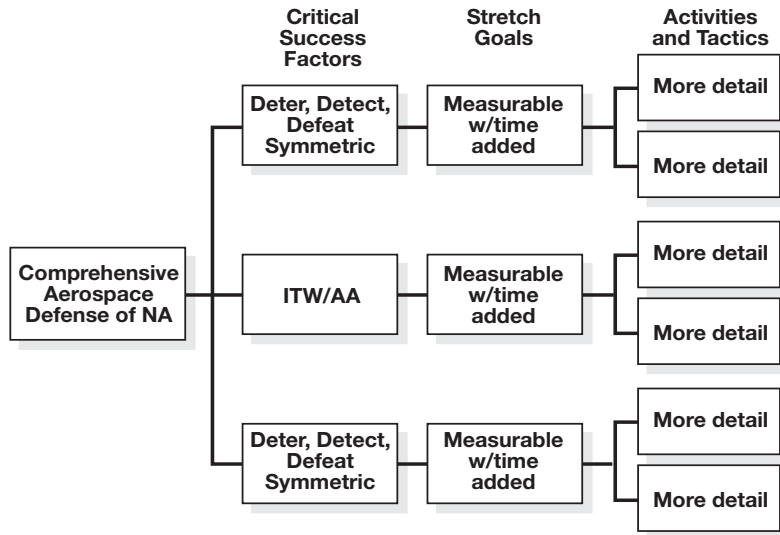 Critical
Success
Factors
Stretch
Goals
Activities
and Tactics
Deter, Detect,
Defeat
Symmetric
Measurable
w/time
added
More detail
More detail
Comprehensive
Aerospace
Defense of NA
ITW/AA
Measurable
w/time
added
More detail
More detail
Deter, Detect,
Defeat
Symmetric
Measurable
w/time
added
More detail
More detail